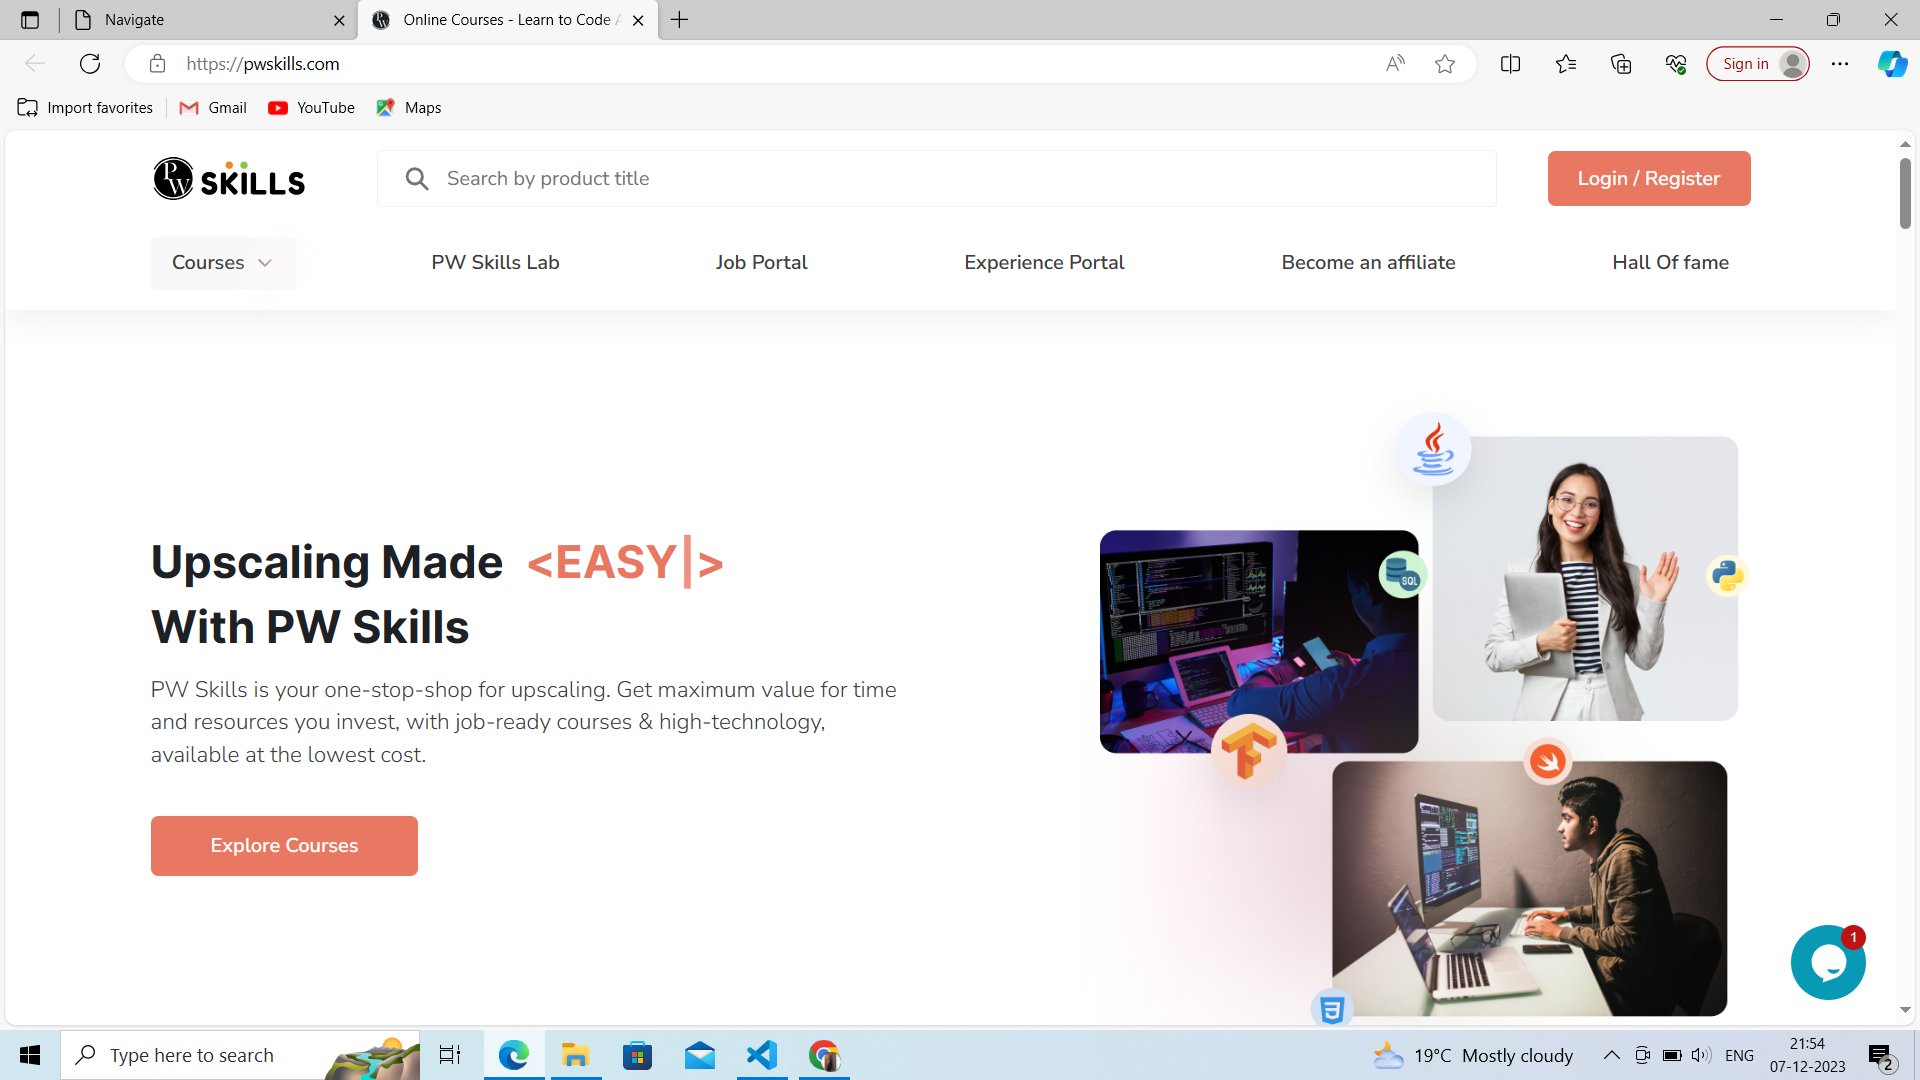 Navigate
Online Courses - Learn to Code A
https://pwskills.com
Sign in
Import favorites
Gmail
YouTube
Maps
PW SKILLS
Search by product title
Login / Register
Courses
PW Skills Lab
Job Portal
Experience Portal
Become an affiliate
Hall Of fame
Upscaling Made <EASY|>
With PW Skills
PW Skills is your one-stop-shop for upscaling. Get maximum value for time
and resources you invest, with job-ready courses & high-technology,
available at the lowest cost.
Explore Courses
SQL
1
Type here to search
19°C Mostly cloudy
ENG
21:54
07-12-2023
2